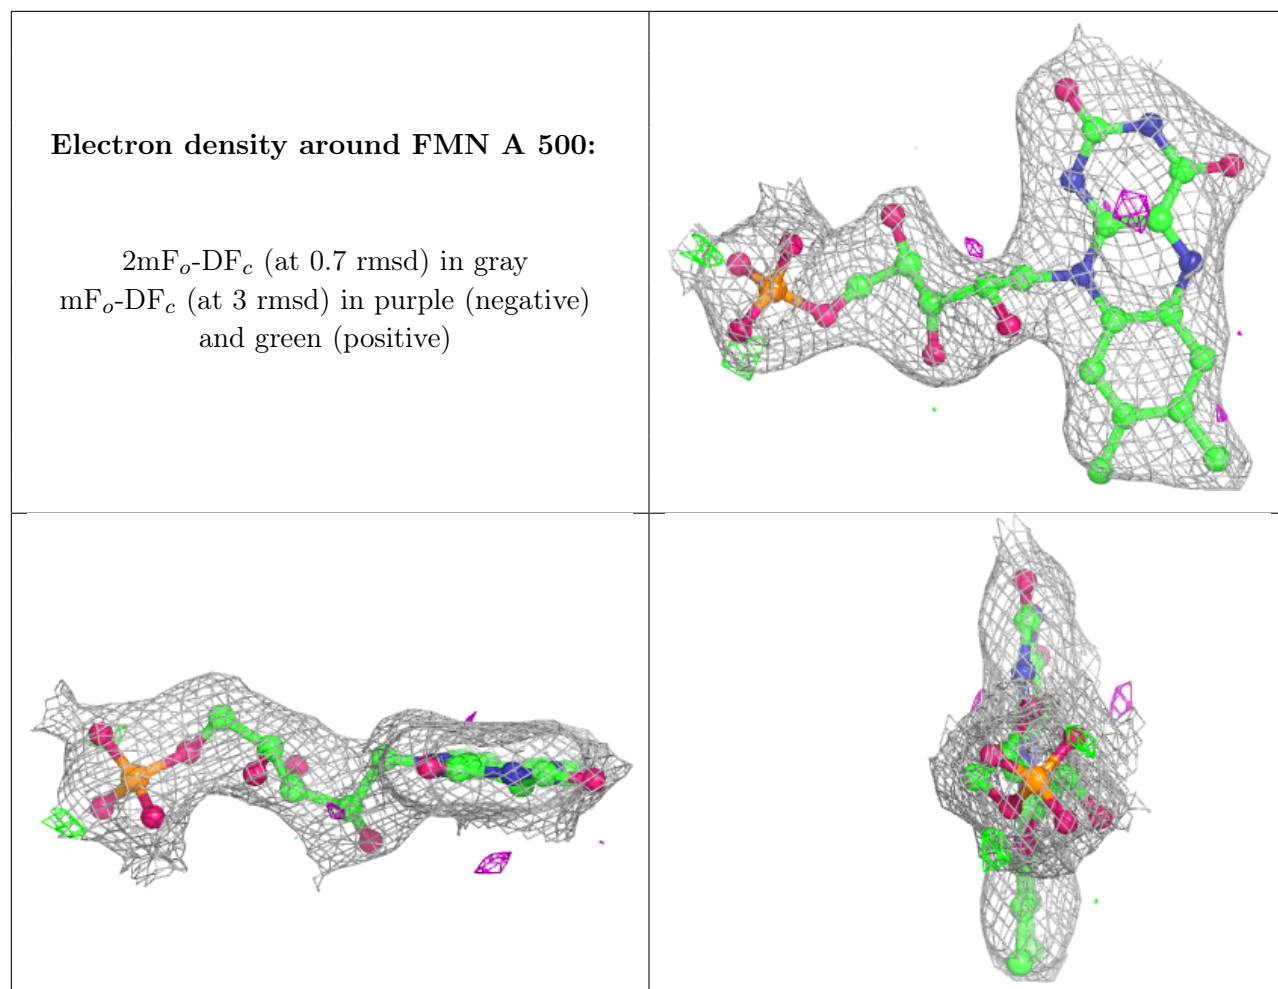 Electron density around FMN A 500:
2mFₒ-DF𝒸 (at 0.7 rmsd) in gray
mFₒ-DF𝒸 (at 3 rmsd) in purple (negative)
and green (positive)